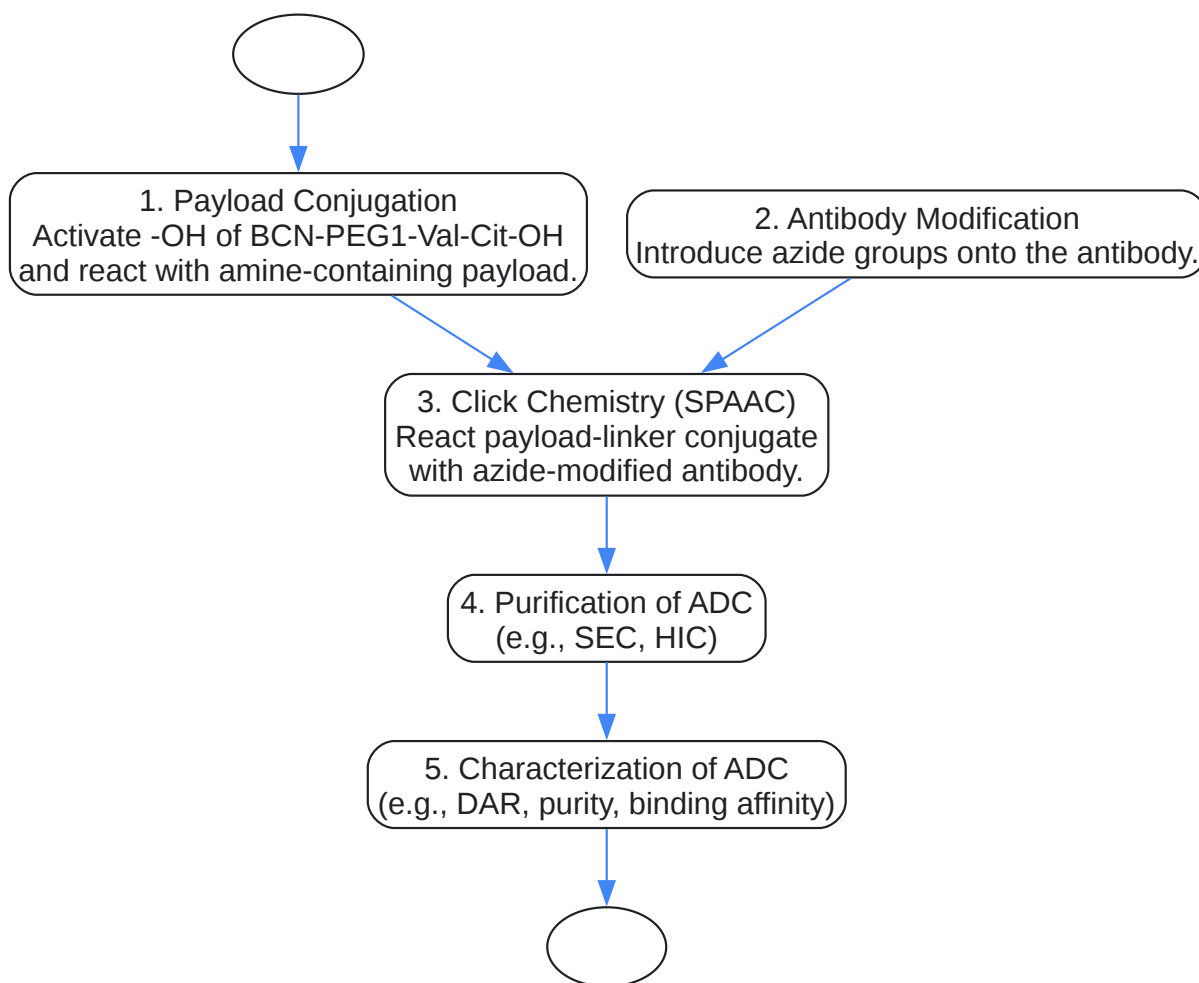 1. Payload Conjugation
Activate -OH of BCN-PEG1-Val-Cit-OH
and react with amine-containing payload.
2. Antibody Modification
Introduce azide groups onto the antibody.
3. Click Chemistry (SPAAC)
React payload-linker conjugate
with azide-modified antibody.
4. Purification of ADC
(e.g., SEC, HIC)
5. Characterization of ADC
(e.g., DAR, purity, binding affinity)